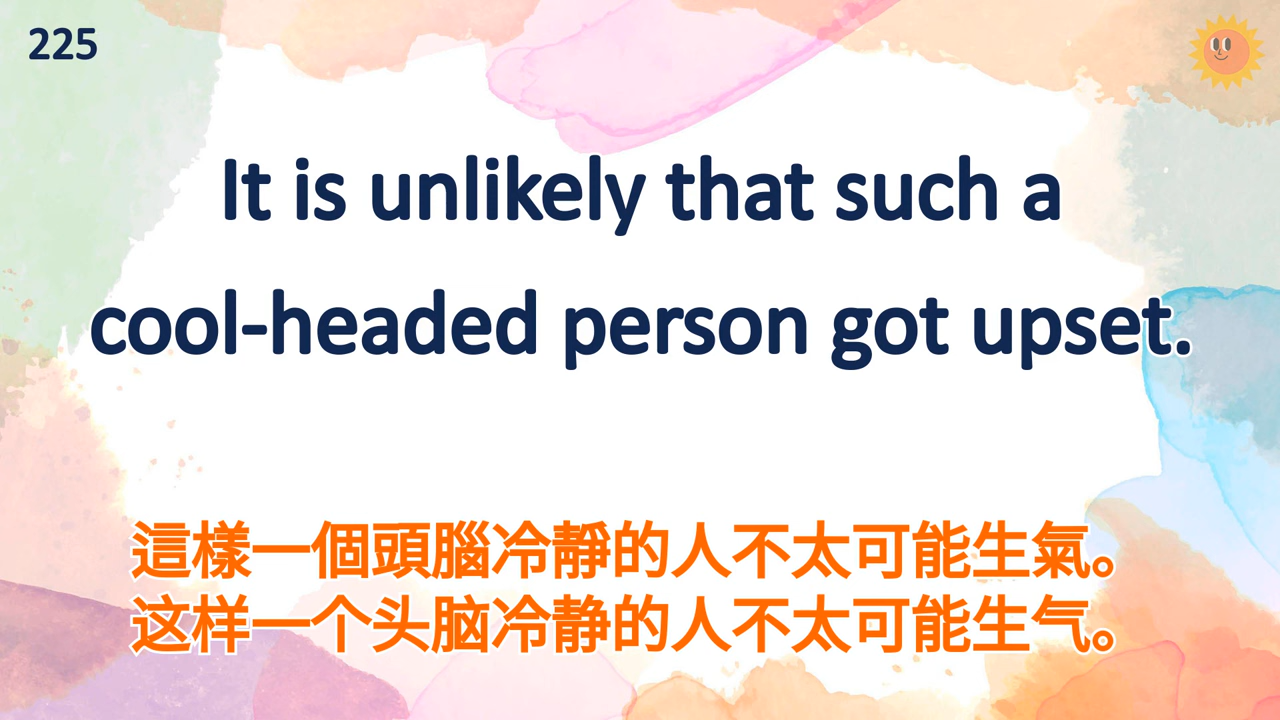 225
It is unlikely that such a
cool-headed person got upset.
這樣一個頭腦冷靜的人不太可能生氣。
这样一个头脑冷静的人不太可能生气。